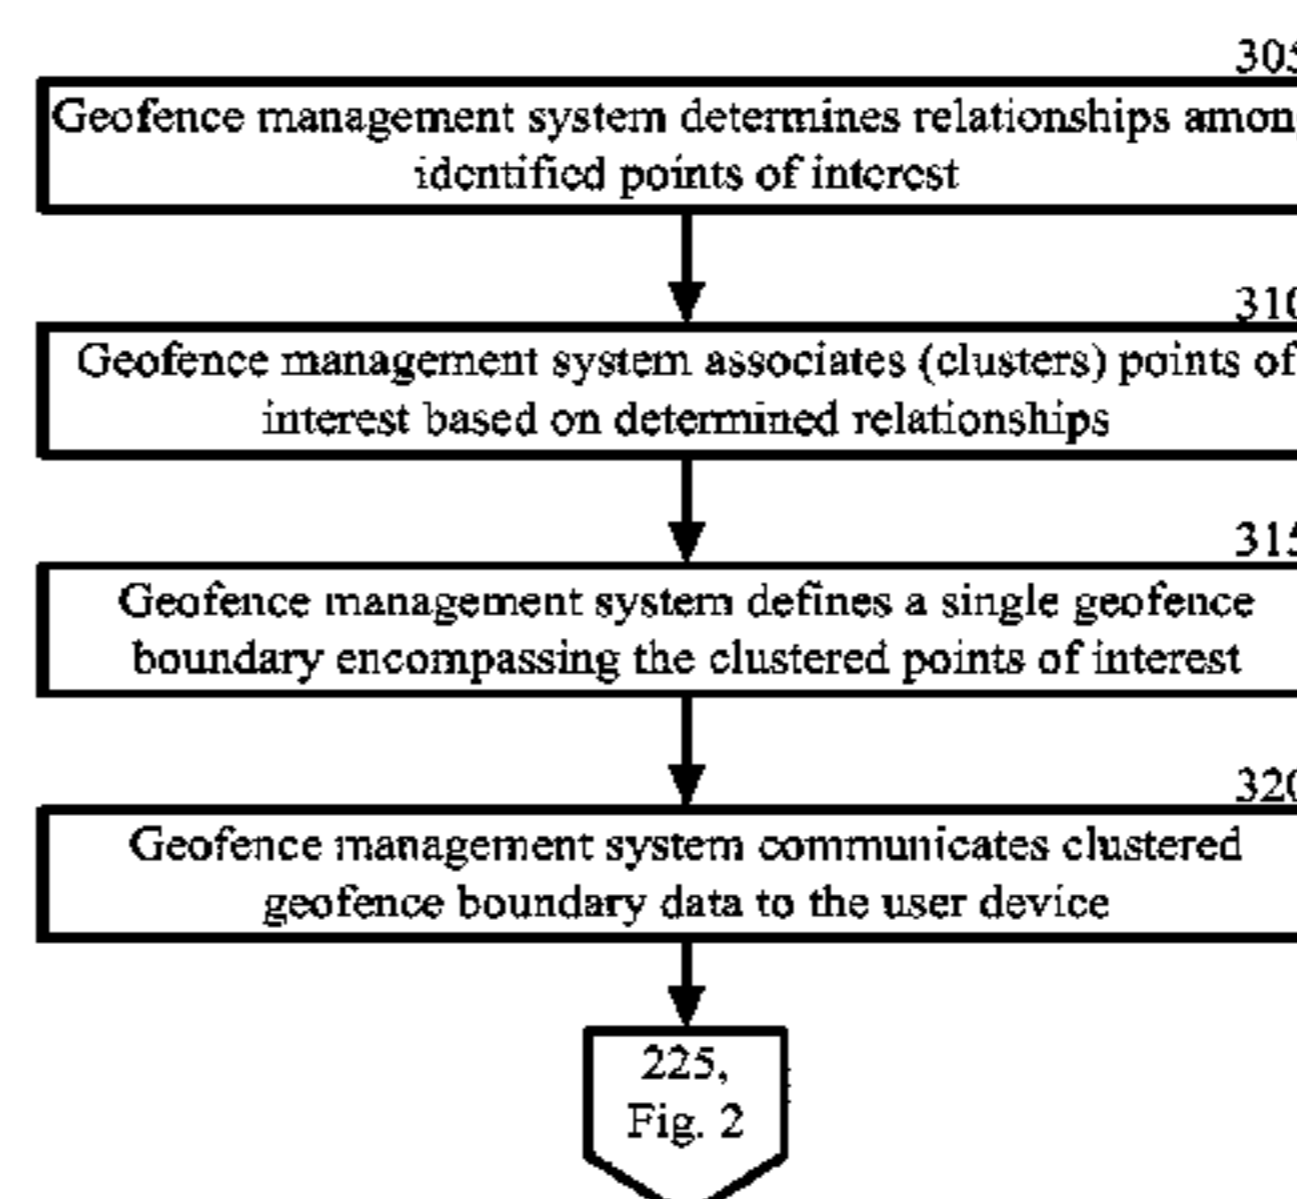 305
Geofence management system determines relationships among
identified points of interest
310
Geofence management system associates (clusters) points of
interest based on determined relationships
315
Geofence management system defines a single geofence
boundary encompassing the clustered points of interest
320
Geofence management system communicates clustered
geofence boundary data to the user device
225,
Fig. 2